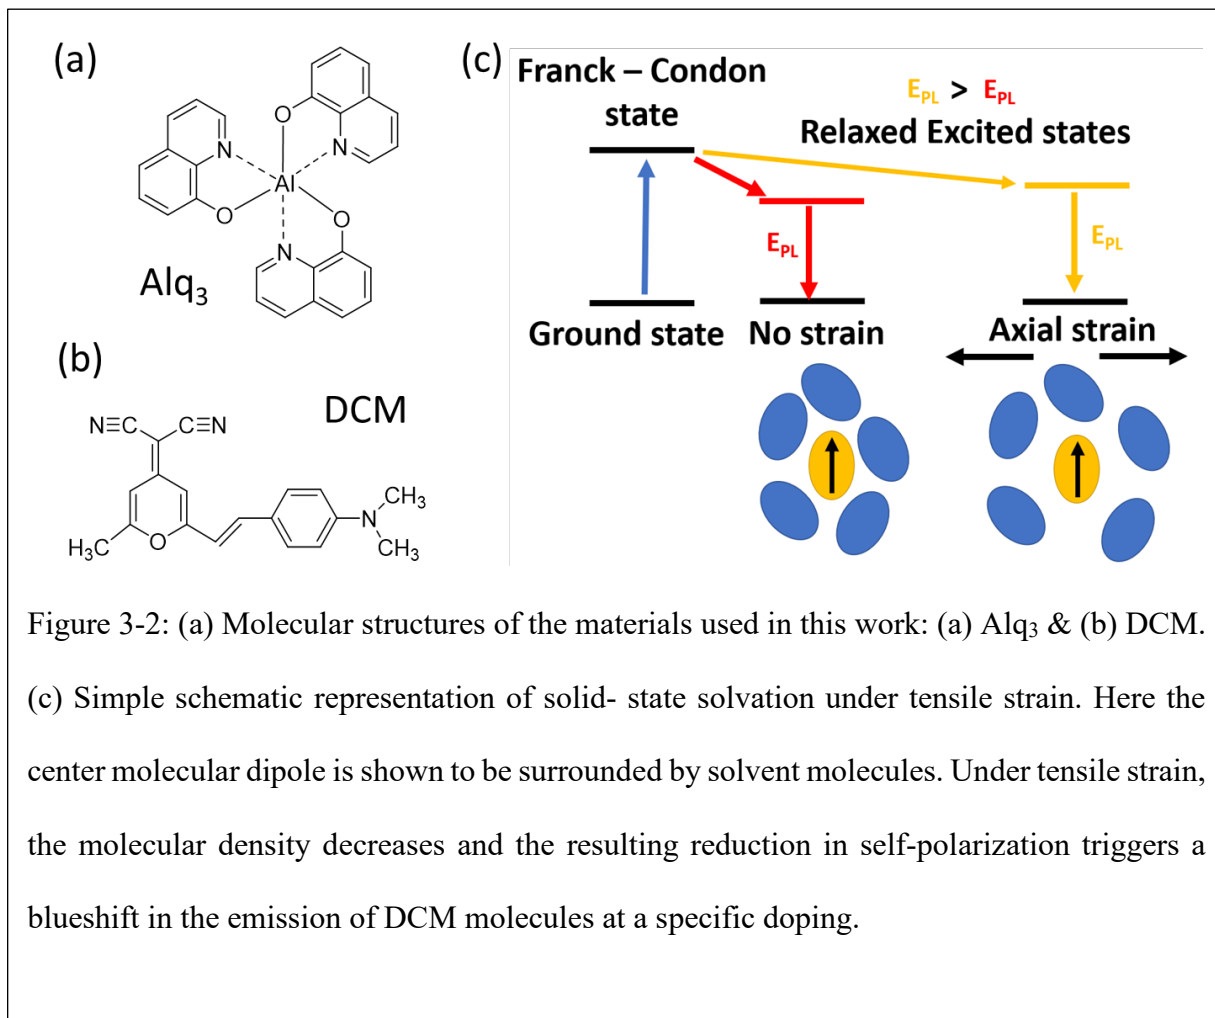 (a)
O
N
N
Al
O
O
N
Alq₃
(b)
DCM
N≡C
C≡N
CH₃
N
CH₃
H₃C
O
(c)
Franck – Condon
state
E_PL > E_PL
Relaxed Excited states
E_PL
E_PL
Ground state
No strain
Axial strain
Figure 3-2: (a) Molecular structures of the materials used in this work: (a) Alq₃ & (b) DCM.
(c) Simple schematic representation of solid- state solvation under tensile strain. Here the
center molecular dipole is shown to be surrounded by solvent molecules. Under tensile strain,
the molecular density decreases and the resulting reduction in self-polarization triggers a
blueshift in the emission of DCM molecules at a specific doping.